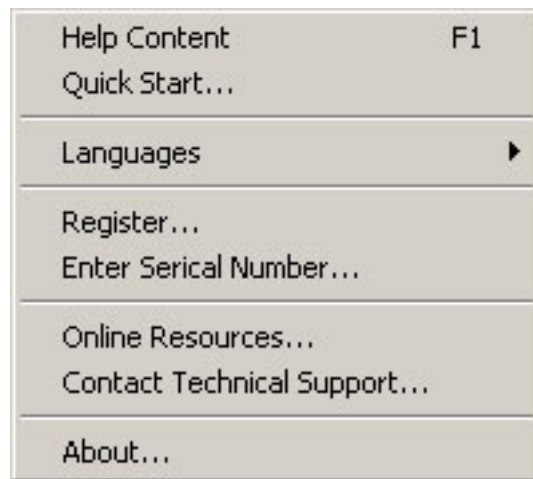 Help Content F1
Quick Start...
Languages
Register...
Enter Serical Number...
Online Resources...
Contact Technical Support...
About...